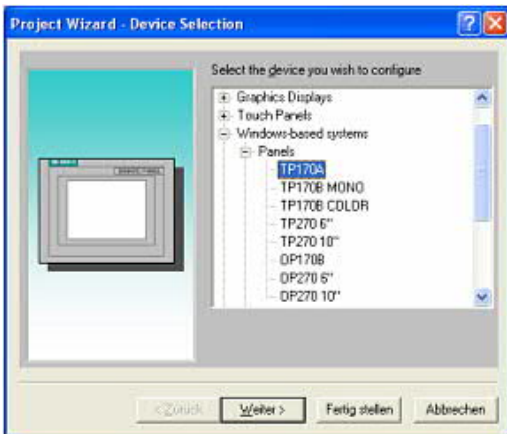 Project Wizard - Device Selection
Select the device you wish to configure
Graphics Displays
Touch Panels
Windows-based systems
Panels
TP170A
TP170B MONO
TP170B COLOR
TP270 6"
TP270 10"
OP170B
OP270 6"
OP270 10"
< Zurück
Weiter >
Fertig stellen
Abbrechen